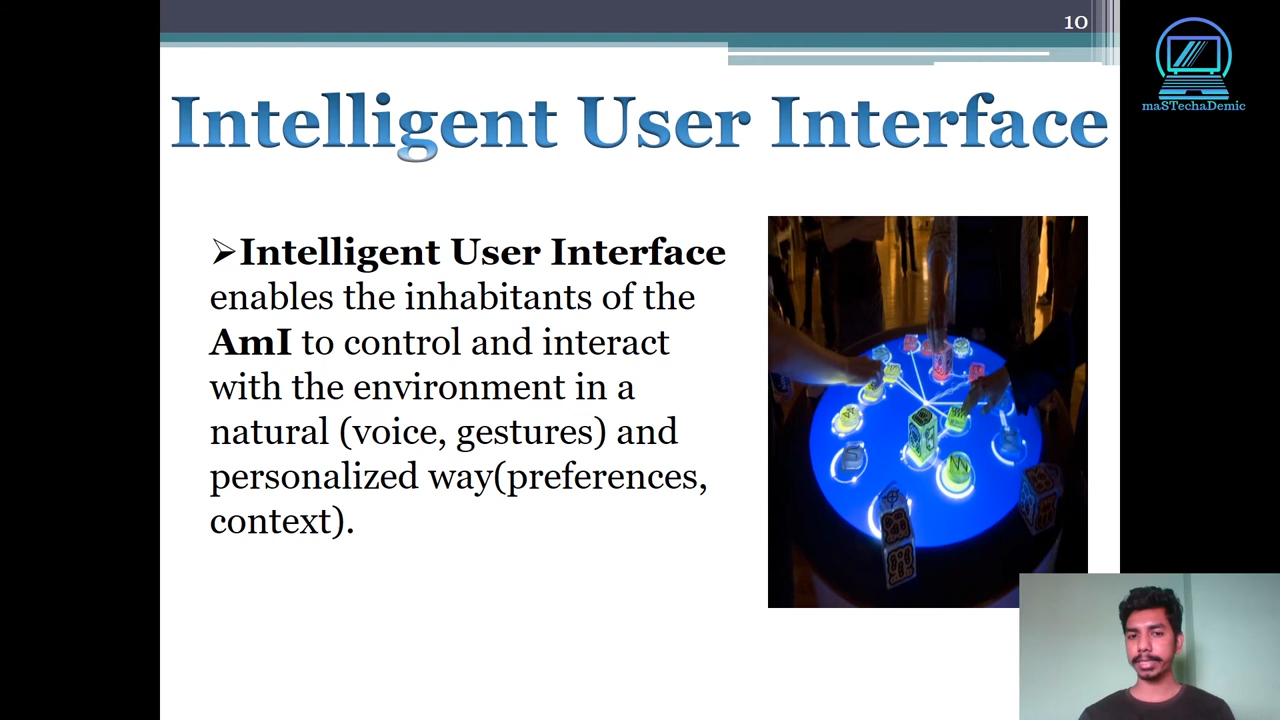 10
maSTechaDemic
Intelligent User Interface
➢Intelligent User Interface
enables the inhabitants of the
AmI to control and interact
with the environment in a
natural (voice, gestures) and
personalized way(preferences,
context).